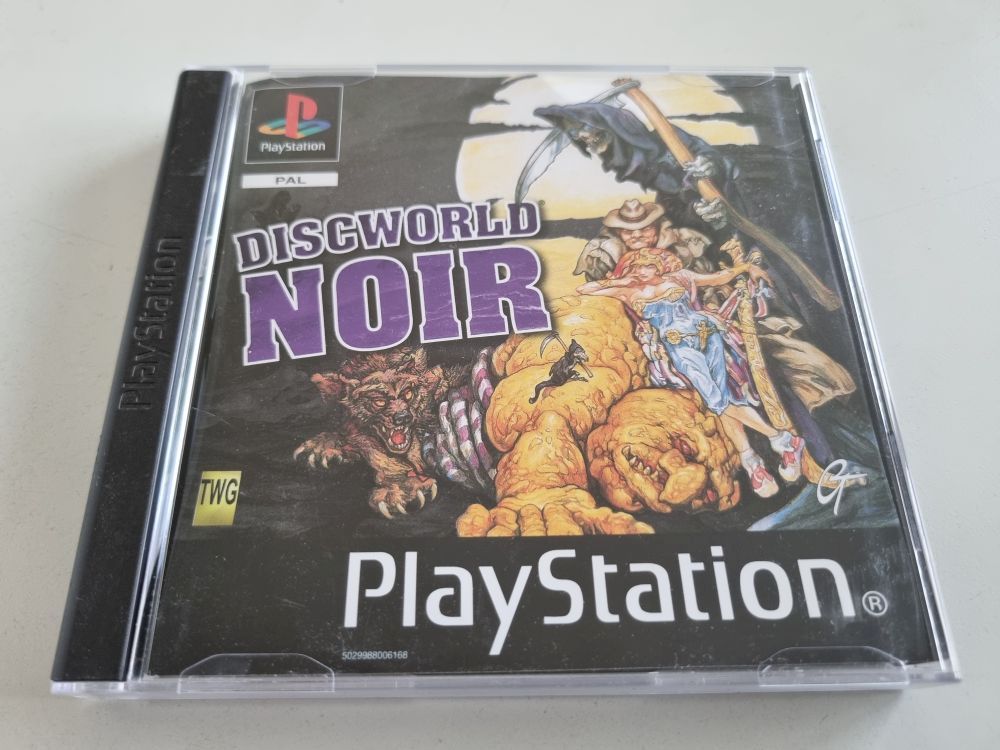 PlayStation
PlayStation
PAL
DISCWORLD
NOIR
TWG
PlayStation®
5029988006168